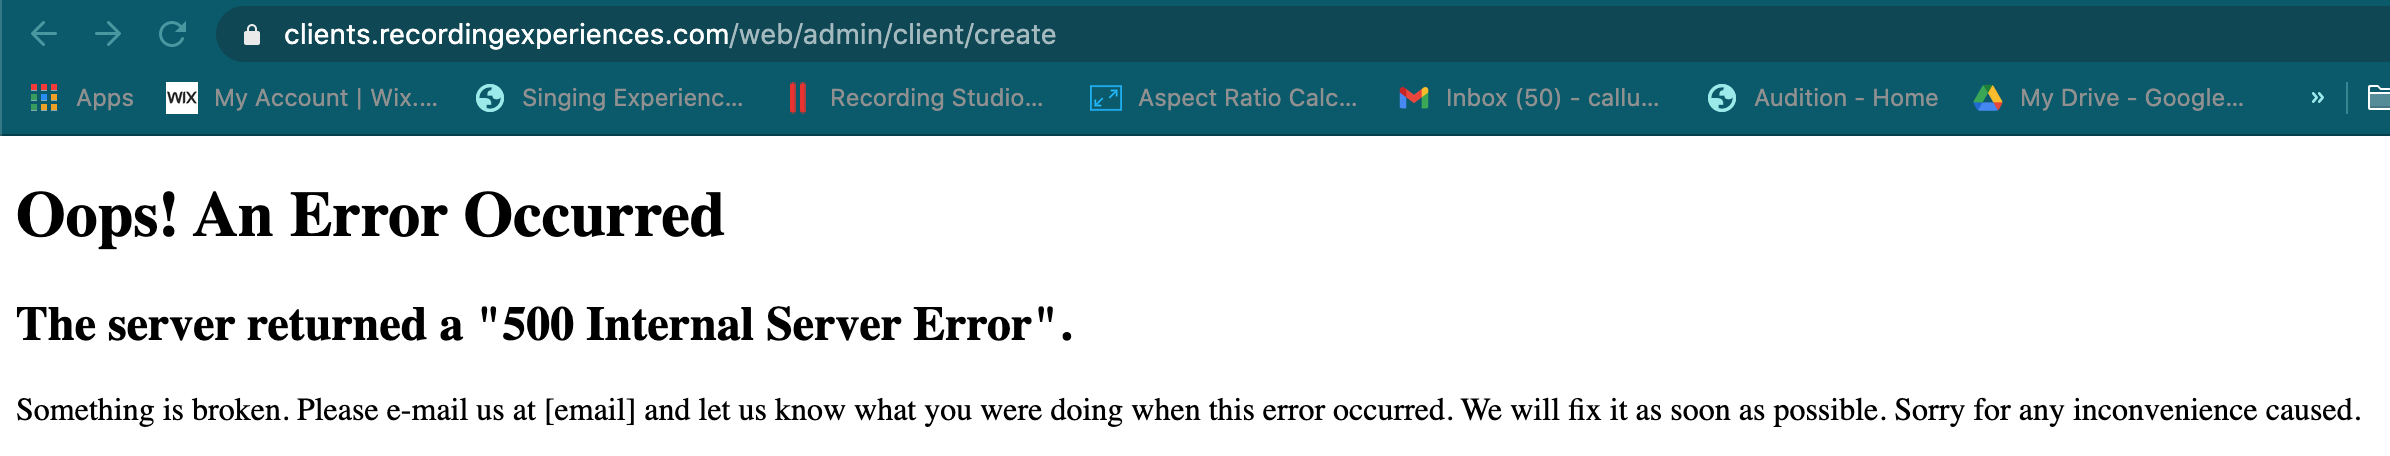 clients.recordingexperiences.com/web/admin/client/create
Apps WIX My Account | Wix.... Singing Experienc... Recording Studio... Aspect Ratio Calc... Inbox (50) - callu... Audition - Home My Drive - Google... »
Oops! An Error Occurred
The server returned a "500 Internal Server Error".
Something is broken. Please e-mail us at [email] and let us know what you were doing when this error occurred. We will fix it as soon as possible. Sorry for any inconvenience caused.